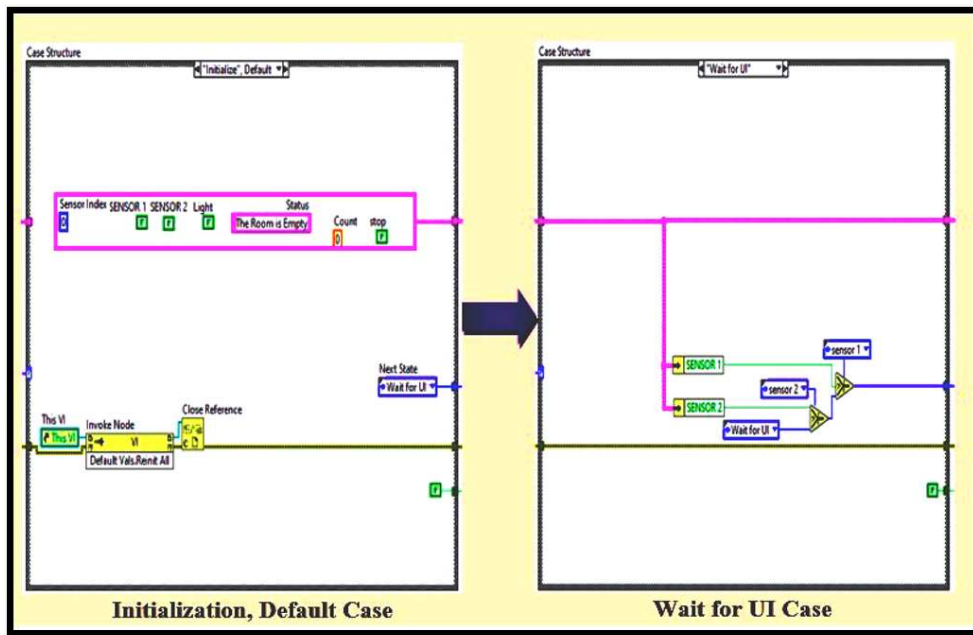 Case Structure
"Initialize", Default
Sensor Index SENSOR 1 SENSOR 2 Light Status
0 F F F The Room is Empty
Count stop
0 F
Next State
Wait for UI
This VI Invoke Node Close Reference
This VI VI
Default Vals.Reinit All
F
Initialization, Default Case
Case Structure
"Wait for UI"
sensor 1
SENSOR 1
sensor 2
SENSOR 2
Wait for UI
F
Wait for UI Case